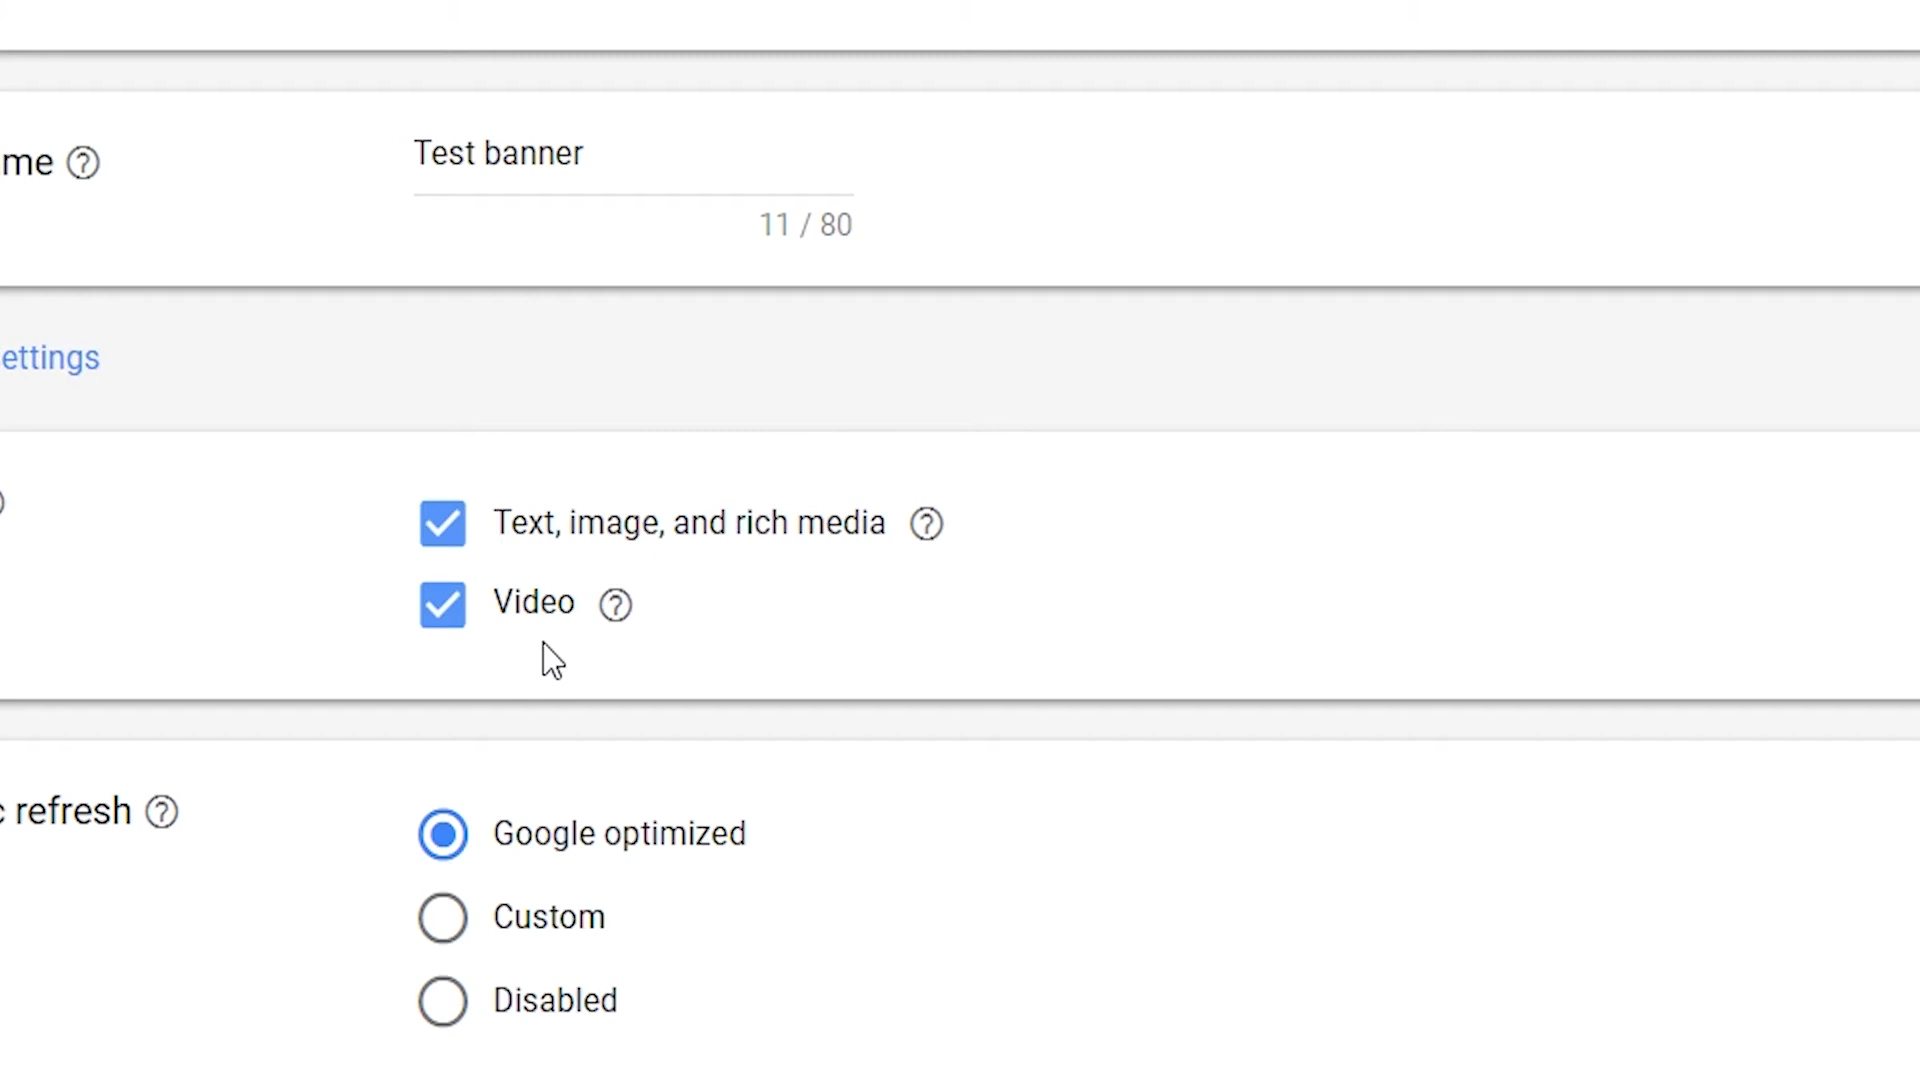 me
Test banner
11 / 80
ettings
Text, image, and rich media
Video
refresh
Google optimized
Custom
Disabled